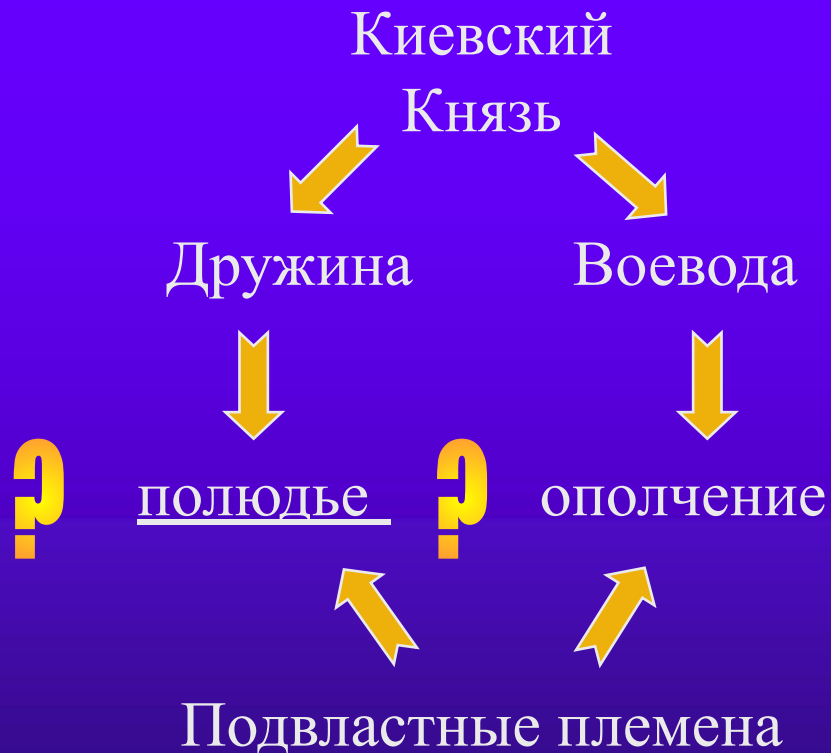 Киевский
Князь
Дружина
Воевода
? полюдье ? ополчение
Подвластные племена